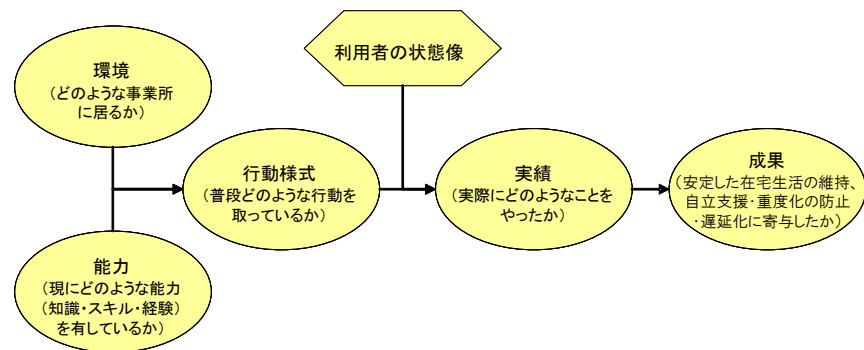 利用者の状態像
環境
（どのような事業所
に居るか）
行動様式
（普段どのような行動を
取っているか）
実績
（実際にどのようなことを
やったか）
成果
（安定した在宅生活の維持、
自立支援・重度化の防止
・遅延化に寄与したか）
能力
（現にどのような能力
（知識・スキル・経験）
を有しているか）